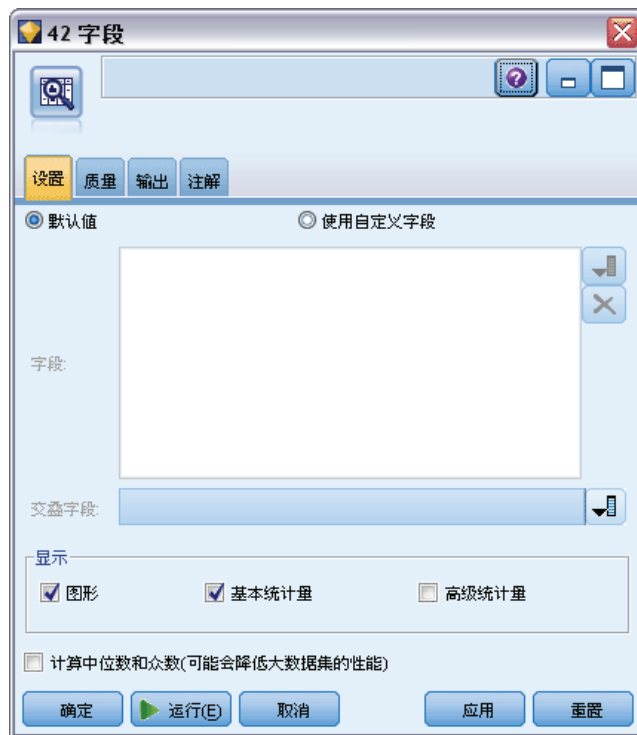 42 字段
设置 质量 输出 注解
默认值 使用自定义字段
字段:
交叠字段:
显示
图形 基本统计量 高级统计量
计算中位数和众数(可能会降低大数据集的性能)
确定 运行(E) 取消 应用 重置